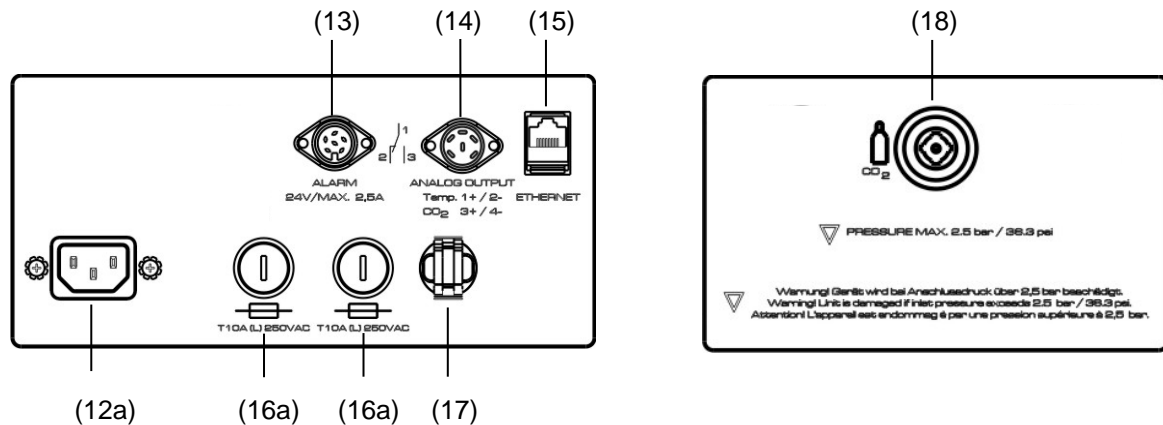 (13) (14) (15) (18)
1
2 3
ALARM ANALOG OUTPUT
24V/MAX. 2,5A Temp. 1+ / 2- ETHERNET
CO2 3+ / 4-
CO2
PRESSURE MAX. 2.5 bar / 36.3 psi
Warnung! Gerät wird bei Anschlussdruck über 2,5 bar beschädigt.
Warning! Unit is damaged if inlet pressure exceeds 2.5 bar / 36.3 psi.
Attention! L'appareil est endommag é par une pression supérieure à 2,5 bar.
T10A (L) 250VAC T10A (L) 250VAC
(12a) (16a) (16a) (17)